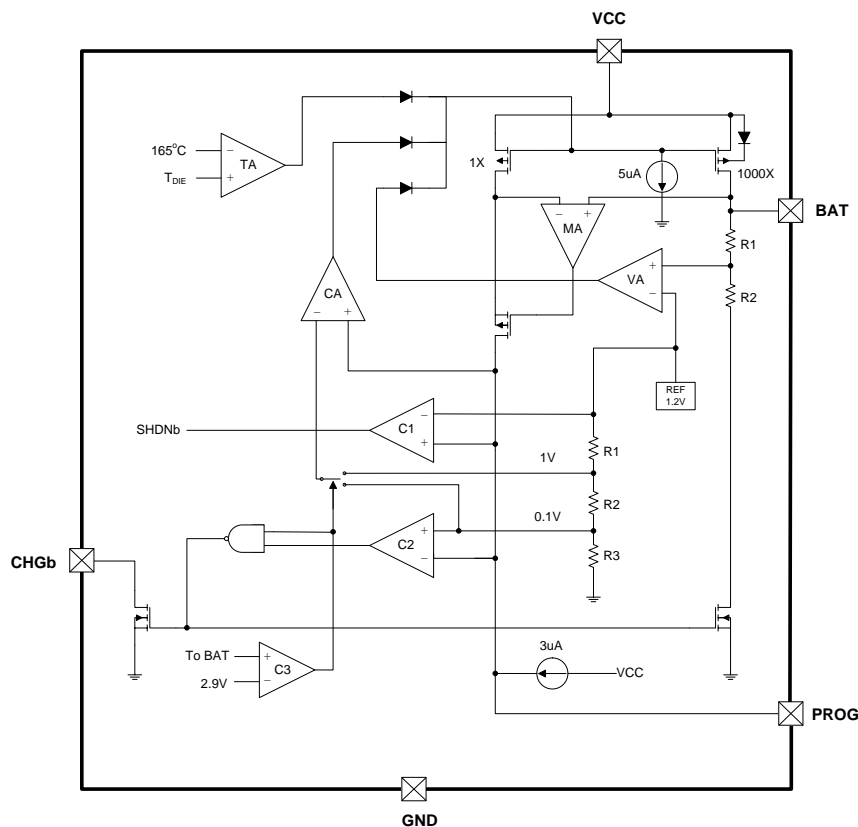 VCC
165°C
−
TA
T_DIE
+
1X
5uA
1000X
BAT
− +
MA
R1
CA
− +
VA
+
−
R2
REF
1.2V
SHDNb
C1
−
+
R1
1V
R2
0.1V
C2
+
−
R3
CHGb
To BAT
+
C3
2.9V
−
3uA
VCC
PROG
GND